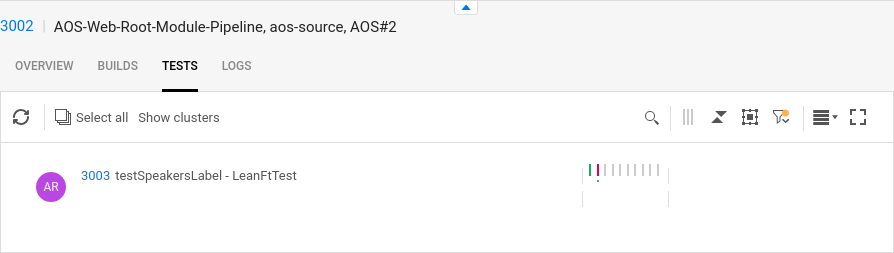 3002 | AOS-Web-Root-Module-Pipeline, aos-source, AOS#2
OVERVIEW BUILDS TESTS LOGS
Select all Show clusters
AR 3003 testSpeakersLabel - LeanFtTest